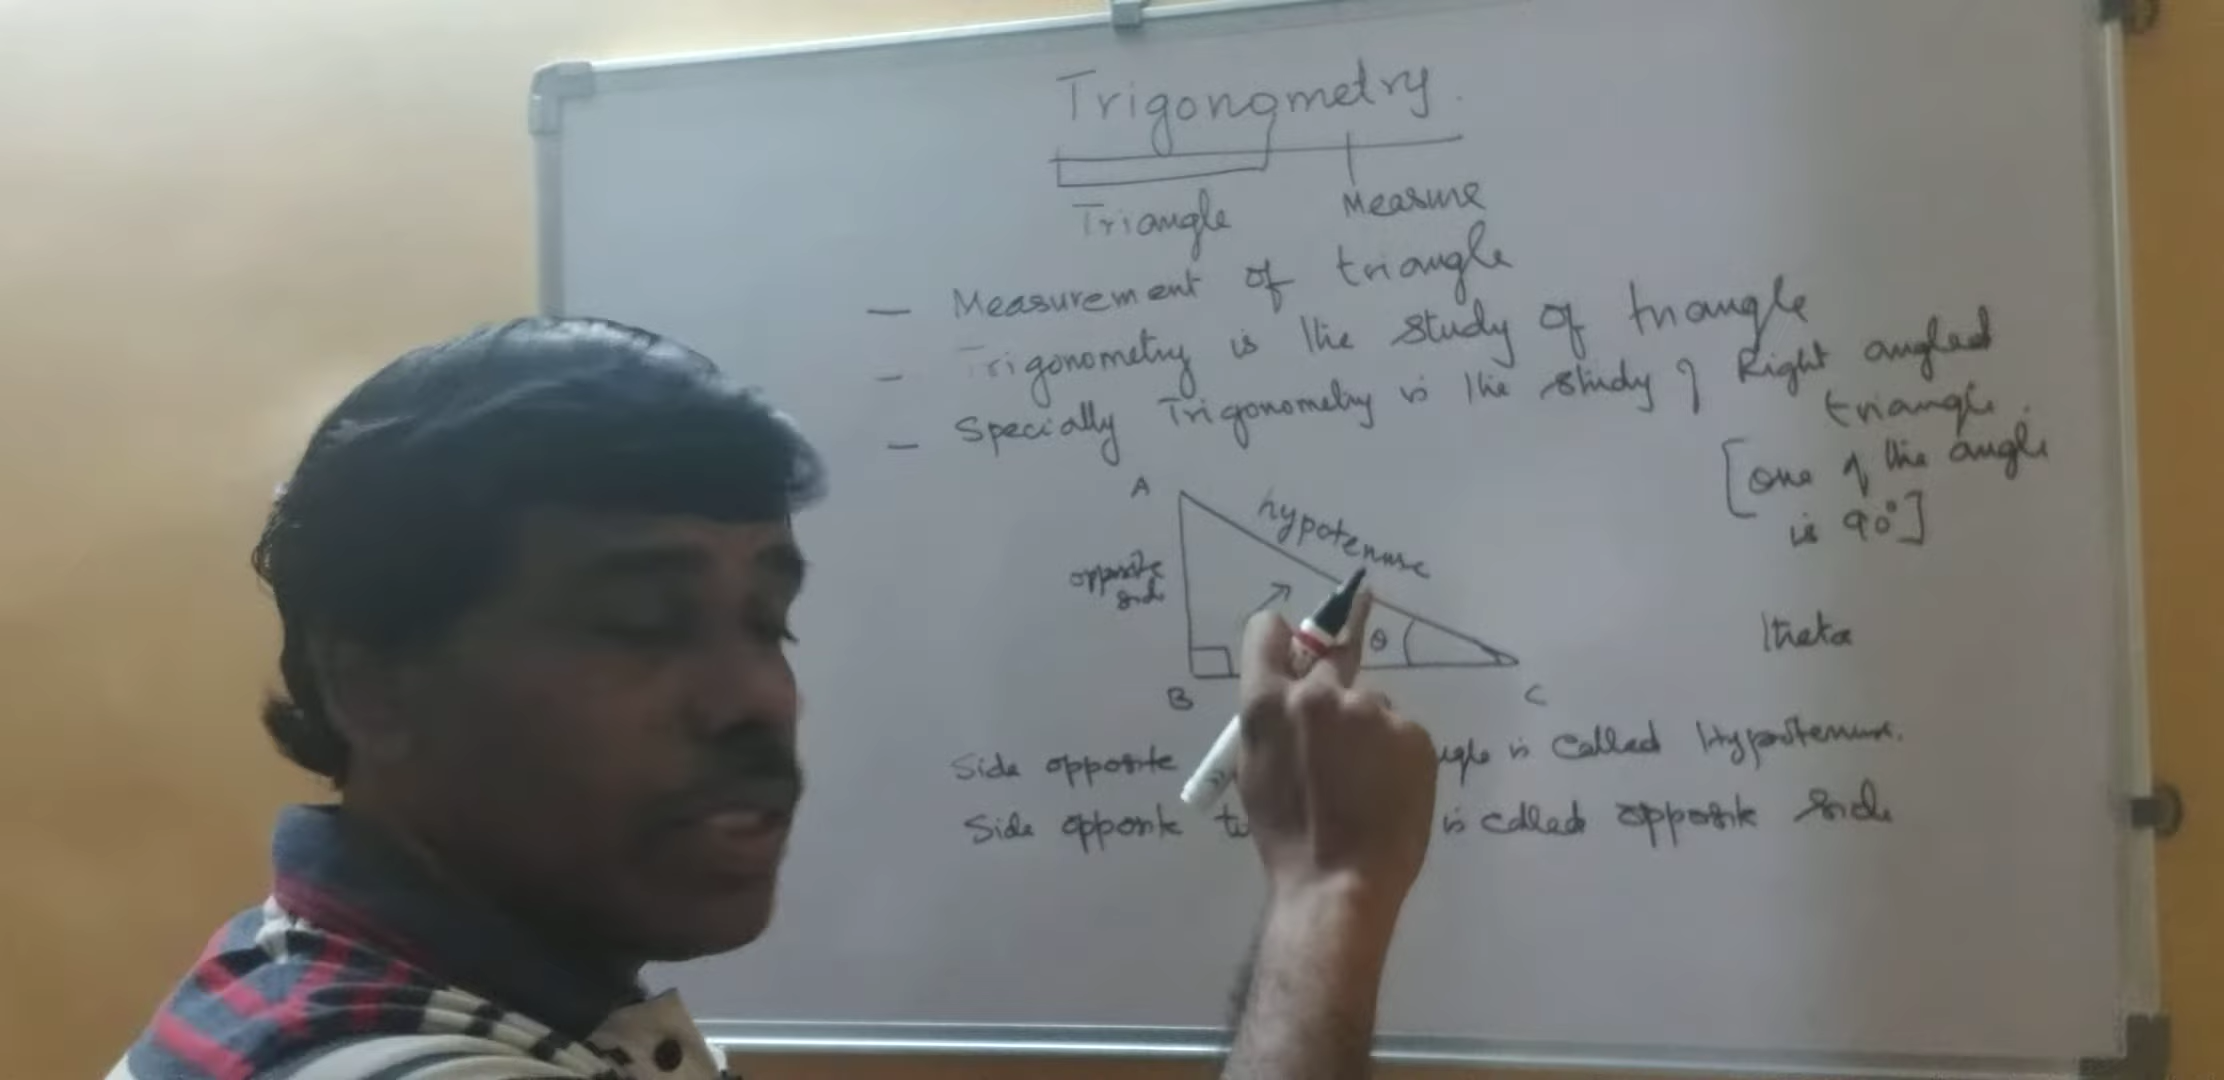 Trigonometry.
Triangle Measure
— Measurement of triangle
— Trigonometry is the study of triangle
— Specially Trigonometry is the study of Right angled
triangle.
[one of the angle
is 90°]
A
hypotenuse
opposite
side
θ
theta
B
C
Side opposite is called Hypotenuse.
Side opposite to is called opposite side